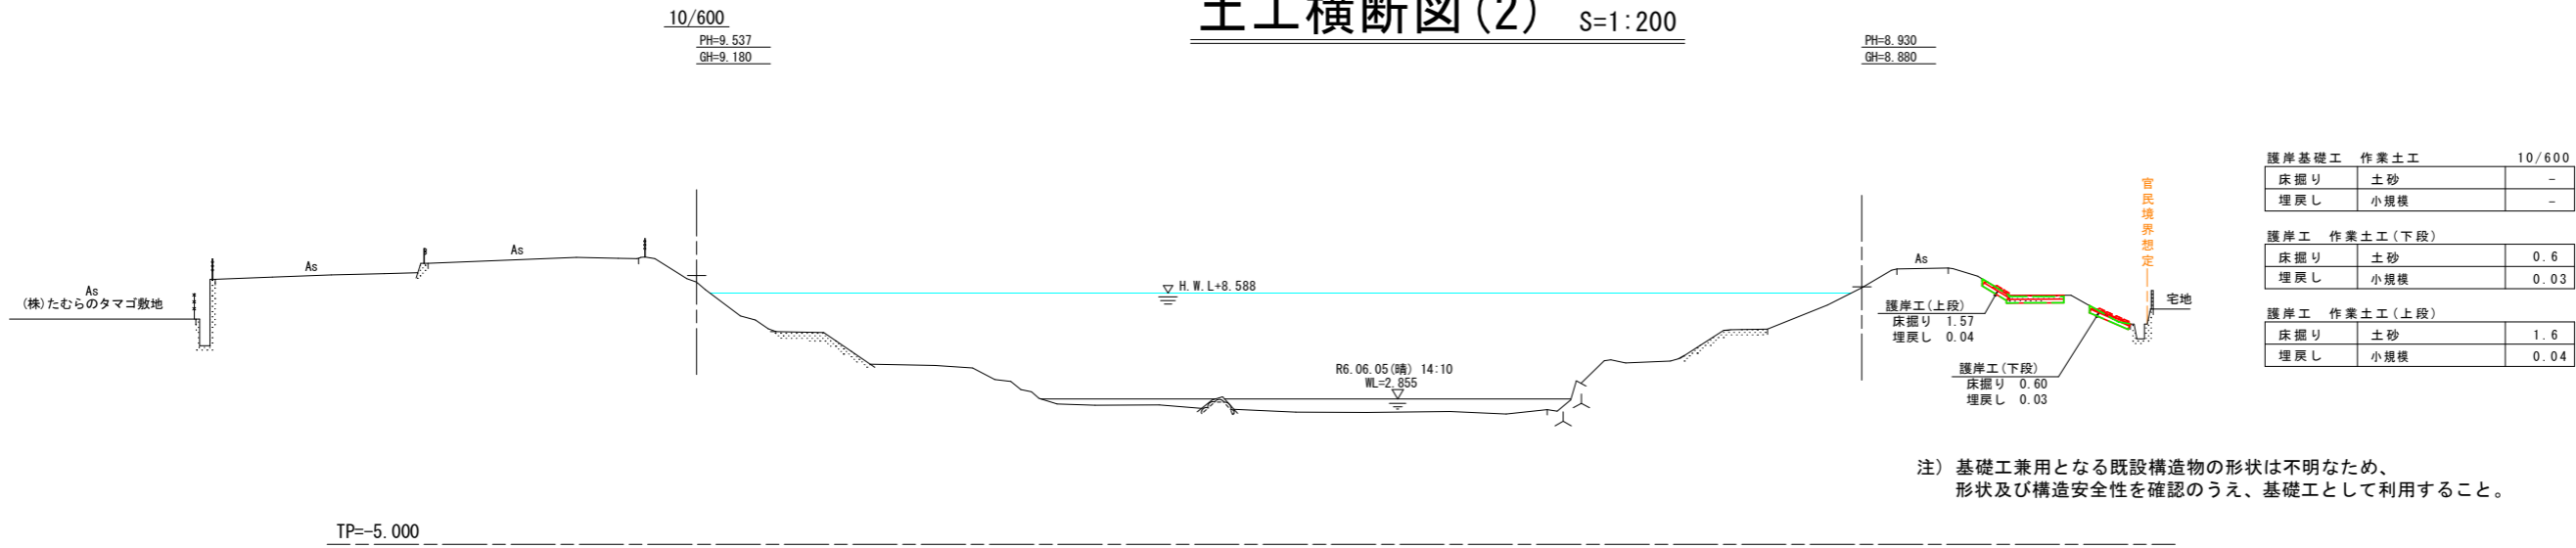 土工横断図(2) S=1:200
10/600
PH=9.537
GH=9.180
PH=8.930
GH=8.880
As
(株)たむらのタマゴ敷地
As
As
H.W.L+8.588
R6.06.05(晴) 14:10
WL=2.855
As
護岸工(上段)
床掘り 1.57
埋戻し 0.04
護岸工(下段)
床掘り 0.60
埋戻し 0.03
官民境界想定
宅地
護岸基礎工 作業土工 10/600
床掘り 土砂 -
埋戻し 小規模 -
護岸工 作業土工(下段)
床掘り 土砂 0.6
埋戻し 小規模 0.03
護岸工 作業土工(上段)
床掘り 土砂 1.6
埋戻し 小規模 0.04
注) 基礎工兼用となる既設構造物の形状は不明なため、
形状及び構造安全性を確認のうえ、基礎工として利用すること。
TP=-5.000